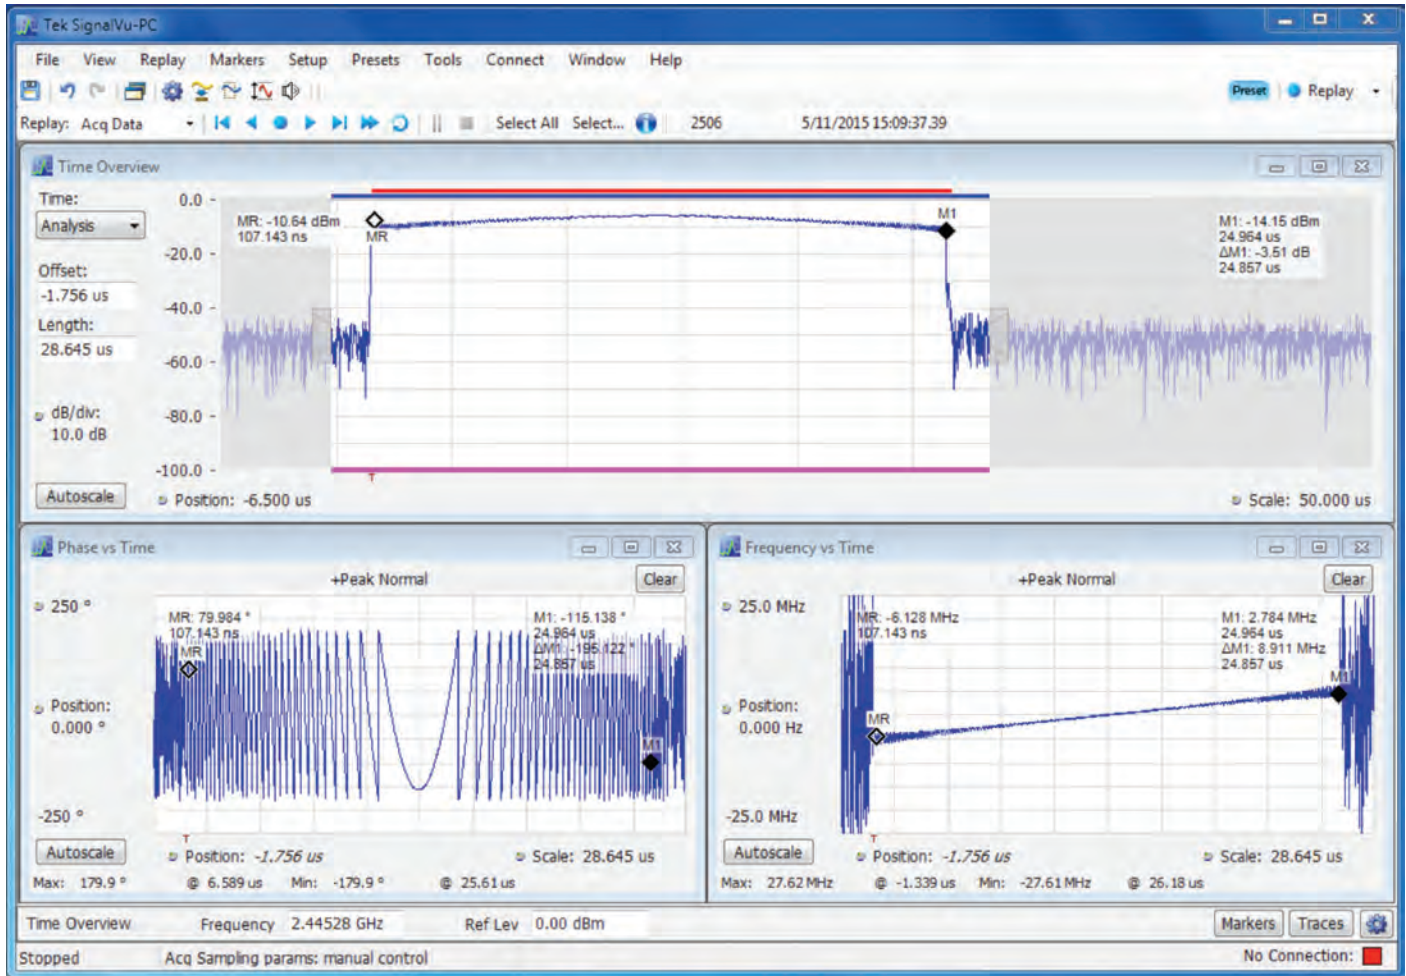 Tek SignalVu-PC
File View Replay Markers Setup Presets Tools Connect Window Help
Preset Replay
Replay: Acq Data Select All Select... 2506 5/11/2015 15:09:37.39
Time Overview
Time:
Analysis
Offset:
-1.756 us
Length:
28.645 us
dB/div:
10.0 dB
Autoscale
0.0
-20.0
-40.0
-60.0
-80.0
-100.0
MR: -10.64 dBm
107.143 ns
MR
M1
M1: -14.15 dBm
24.964 us
ΔM1: -3.51 dB
24.857 us
T
Position: -6.500 us Scale: 50.000 us
Phase vs Time
+Peak Normal Clear
250 °
Position:
0.000 °
-250 °
MR: 79.984 °
107.143 ns
MR
M1: -115.138 °
24.964 us
ΔM1: -195.122 °
24.857 us
M1
T
Autoscale Position: -1.756 us Scale: 28.645 us
Max: 179.9 ° @ 6.589 us Min: -179.9 ° @ 25.61 us
Frequency vs Time
+Peak Normal Clear
25.0 MHz
Position:
0.000 Hz
-25.0 MHz
MR: -6.128 MHz
107.143 ns
MR
M1: 2.784 MHz
24.964 us
ΔM1: 8.911 MHz
24.857 us
M1
T
Autoscale Position: -1.756 us Scale: 28.645 us
Max: 27.62 MHz @ -1.339 us Min: -27.61 MHz @ 26.18 us
Time Overview Frequency 2.44528 GHz Ref Lev 0.00 dBm Markers Traces
Stopped Acq Sampling params: manual control No Connection: